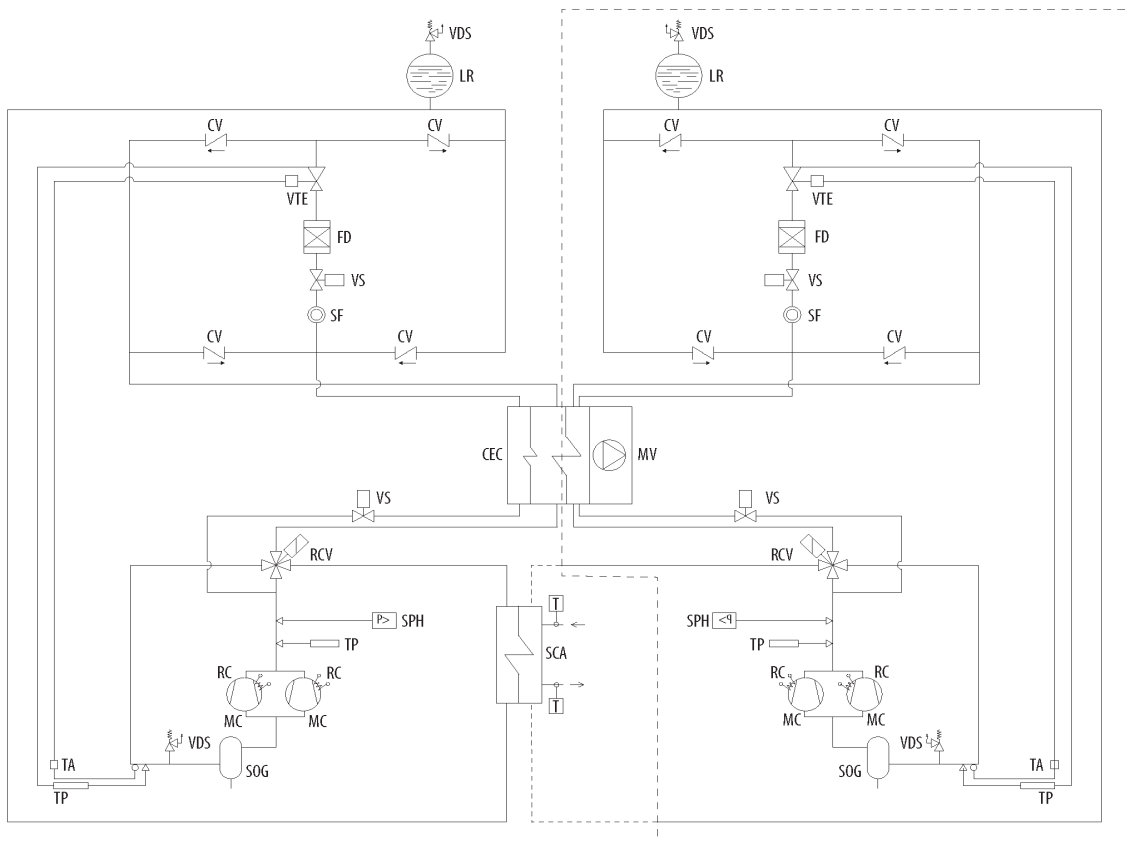 VDS
VDS
LR
LR
CV
CV
CV
CV
VTE
VTE
FD
FD
VS
VS
SF
SF
CV
CV
CV
CV
CEC
MV
VS
VS
RCV
RCV
P>
SPH
SPH
P>
T
TP
TP
SCA
RC
RC
RC
RC
MC
MC
MC
MC
T
VDS
VDS
TA
SOG
SOG
TA
TP
TP